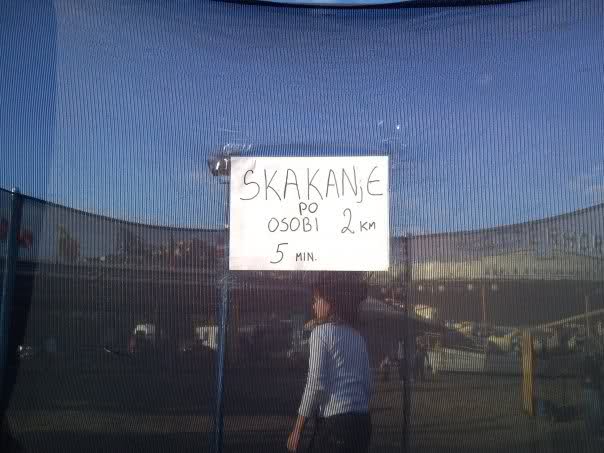 SKAKANjE
PO
OSOBI 2 KM
5 MIN.